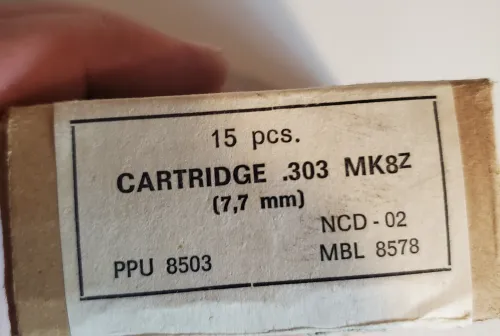 15 pcs.
CARTRIDGE .303 MK8Z
(7,7 mm)
NCD - 02
PPU 8503 MBL 8578